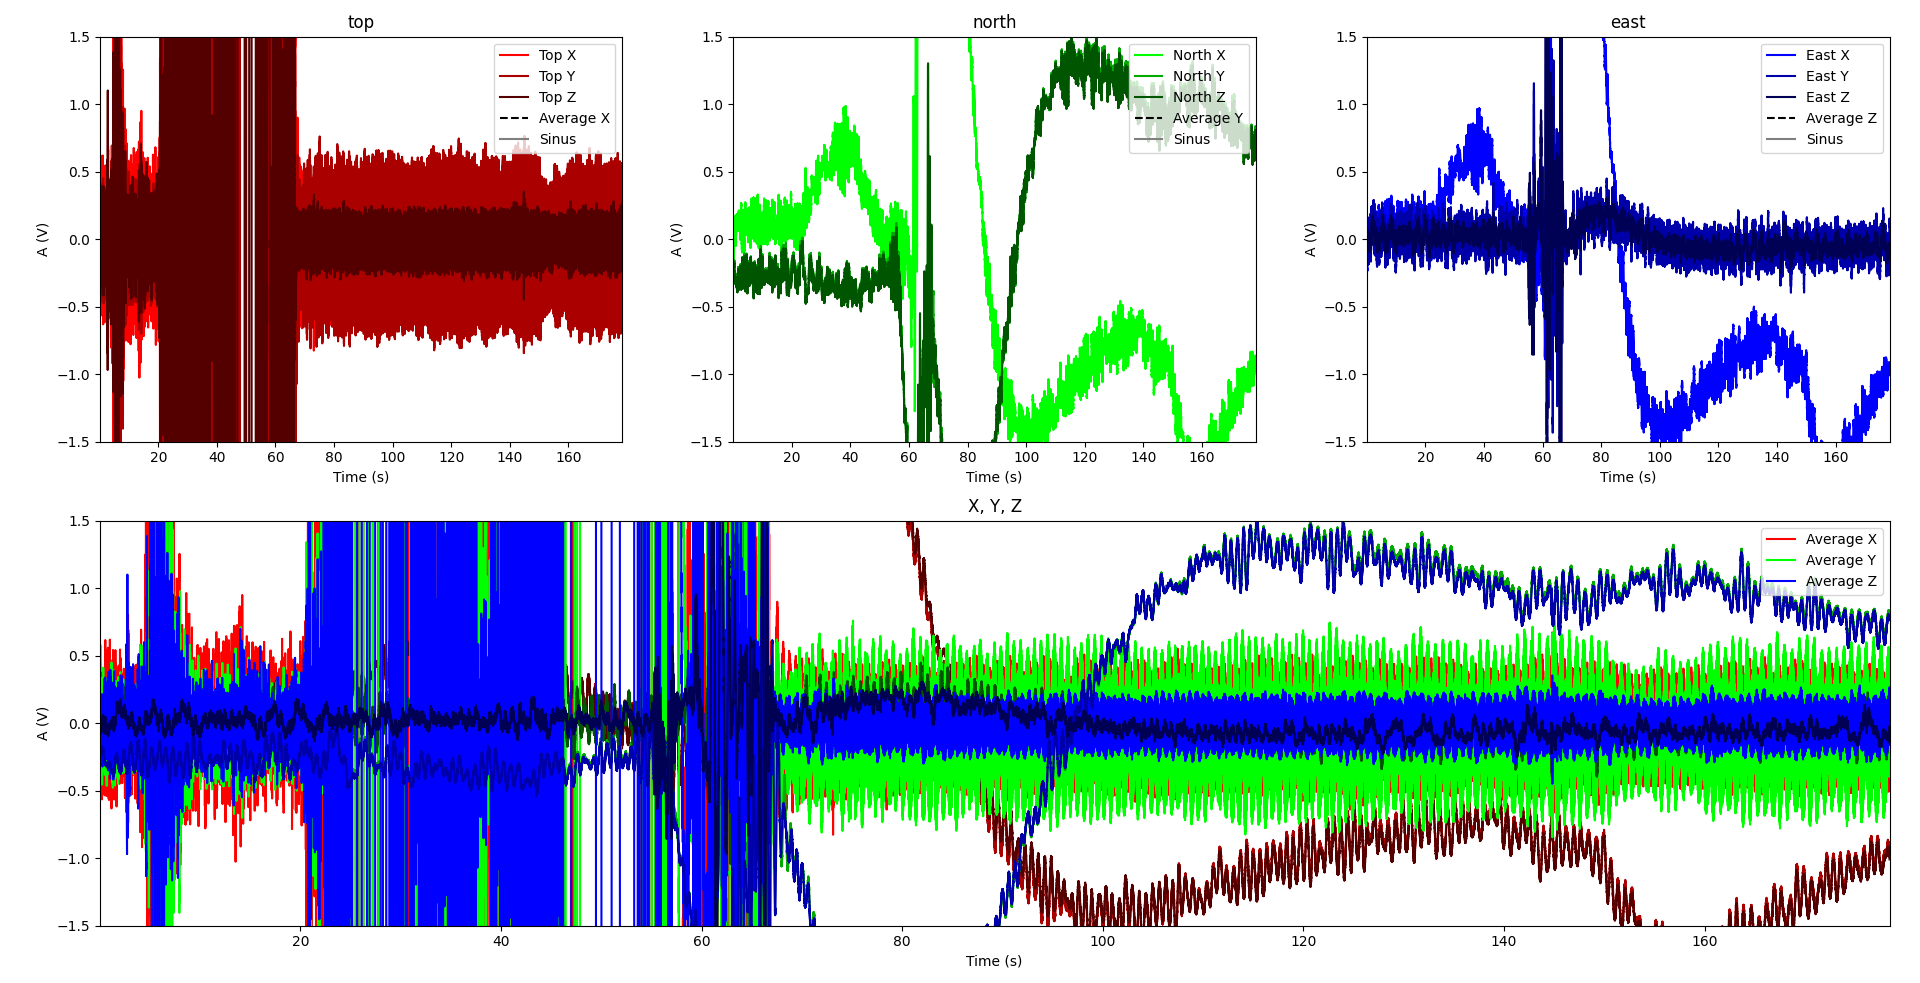 top
1.5
1.0
0.5
0.0
−0.5
−1.0
−1.5
A (V)
20 40 60 80 100 120 140 160
Time (s)
Top X
Top Y
Top Z
Average X
Sinus
north
1.5
1.0
0.5
0.0
−0.5
−1.0
−1.5
A (V)
20 40 60 80 100 120 140 160
Time (s)
North X
North Y
North Z
Average Y
Sinus
east
1.5
1.0
0.5
0.0
−0.5
−1.0
−1.5
A (V)
20 40 60 80 100 120 140 160
Time (s)
East X
East Y
East Z
Average Z
Sinus
X, Y, Z
1.5
1.0
0.5
0.0
−0.5
−1.0
−1.5
A (V)
20 40 60 80 100 120 140 160
Time (s)
Average X
Average Y
Average Z